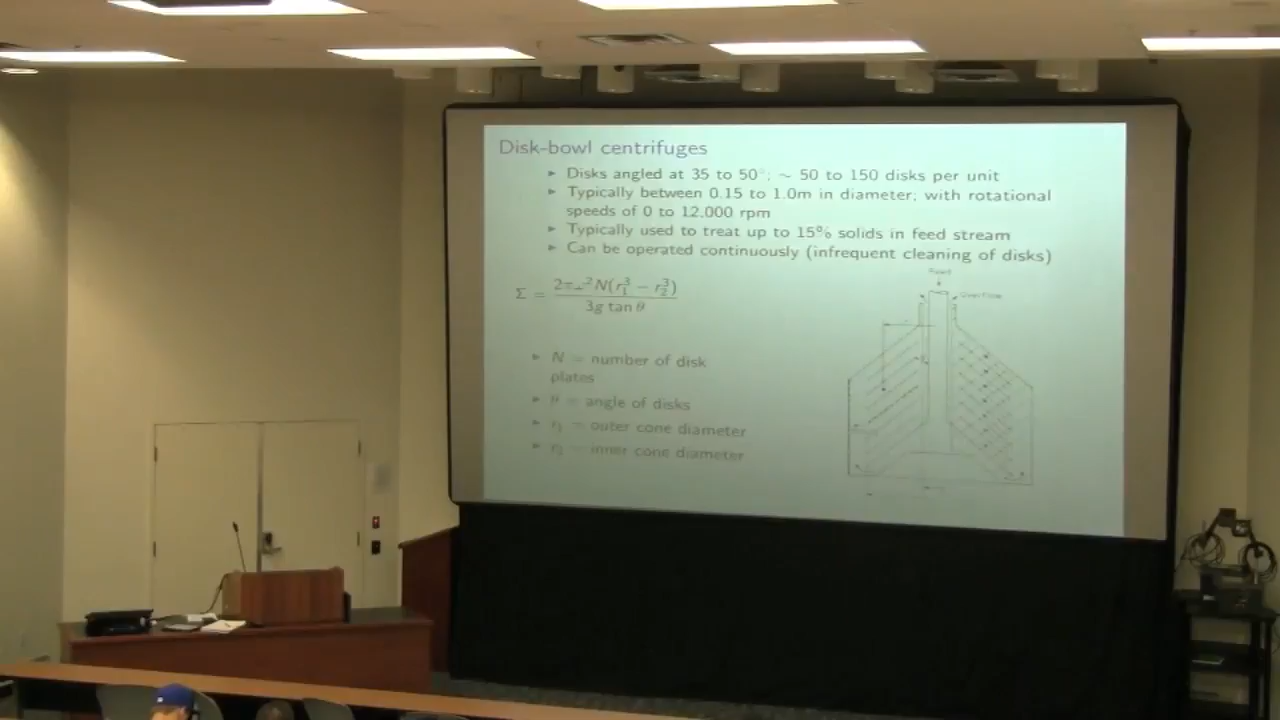 Disk-bowl centrifuges
▸ Disks angled at 35 to 50°; ∼ 50 to 150 disks per unit
▸ Typically between 0.15 to 1.0m in diameter; with rotational
speeds of 0 to 12,000 rpm
▸ Typically used to treat up to 15% solids in feed stream
▸ Can be operated continuously (infrequent cleaning of disks)
Feed
Overflow
Σ = 2πω²N(r₁³ − r₂³) / 3g tan θ
▸ N = number of disk
plates
▸ θ = angle of disks
▸ r₁ = outer cone diameter
▸ r₂ = inner cone diameter